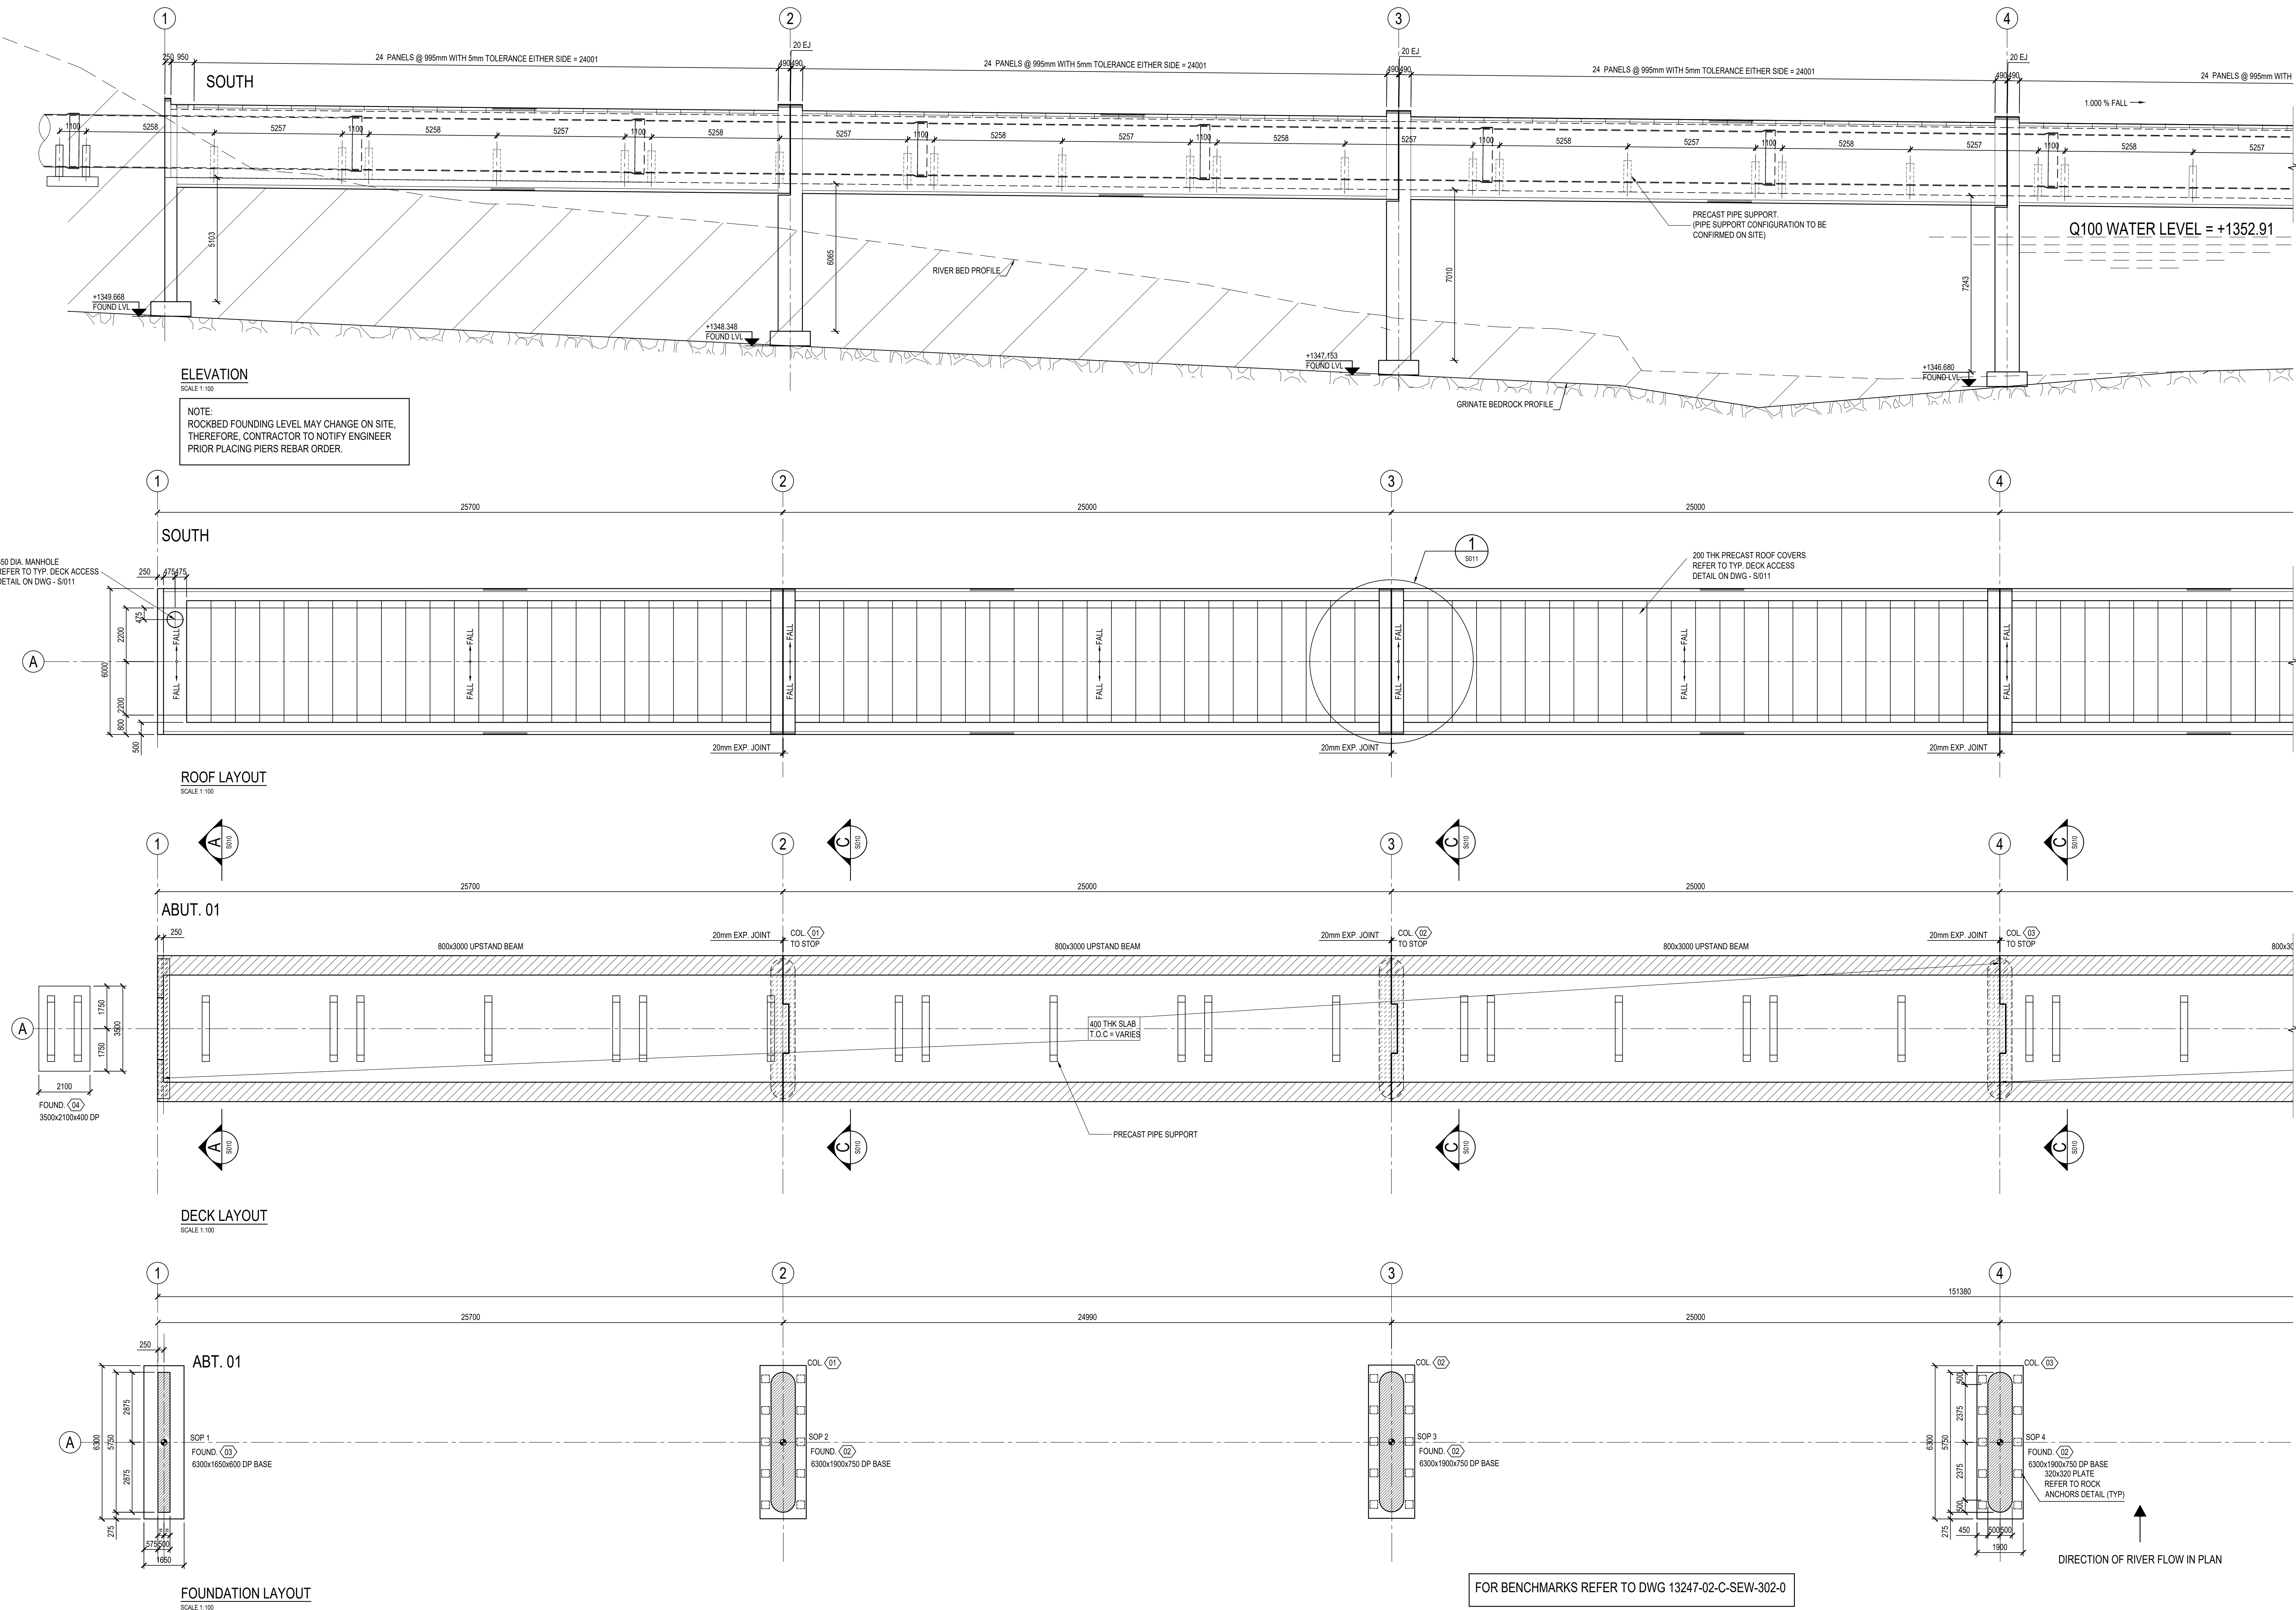 1
2
3
4
20 EJ
20 EJ
20 EJ
250 950
24 PANELS @ 995mm WITH 5mm TOLERANCE EITHER SIDE = 24001
490 490
24 PANELS @ 995mm WITH 5mm TOLERANCE EITHER SIDE = 24001
490 490
24 PANELS @ 995mm WITH 5mm TOLERANCE EITHER SIDE = 24001
490 490
24 PANELS @ 995mm WITH
SOUTH
1.000 % FALL
1100
5258
5257
1100
5258
5257
1100
5258
5257
1100
5258
5257
1100
5258
5257
1100
5258
5257
1100
5258
5257
1100
5258
5257
PRECAST PIPE SUPPORT.
(PIPE SUPPORT CONFIGURATION TO BE
CONFIRMED ON SITE)
Q100 WATER LEVEL = +1352.91
5103
6065
7010
7243
RIVER BED PROFILE
+1349.668
FOUND LVL
+1348.348
FOUND LVL
+1347.153
FOUND LVL
+1346.680
FOUND LVL
GRINATE BEDROCK PROFILE
ELEVATION
SCALE 1:100
NOTE:
ROCKBED FOUNDING LEVEL MAY CHANGE ON SITE,
THEREFORE, CONTRACTOR TO NOTIFY ENGINEER
PRIOR PLACING PIERS REBAR ORDER.
1
2
3
4
25700
25000
25000
SOUTH
50 DIA. MANHOLE
REFER TO TYP. DECK ACCESS
DETAIL ON DWG - S/011
250
475 475
1
S011
200 THK PRECAST ROOF COVERS
REFER TO TYP. DECK ACCESS
DETAIL ON DWG - S/011
A
6000
2200
475
2200
800
500
FALL
FALL
FALL
FALL
FALL
FALL
FALL
FALL
FALL
FALL
FALL
FALL
FALL
FALL
20mm EXP. JOINT
20mm EXP. JOINT
20mm EXP. JOINT
ROOF LAYOUT
SCALE 1:100
1
2
3
4
A
S010
C
S010
C
S010
C
S010
25700
25000
25000
ABUT. 01
250
800x3000 UPSTAND BEAM
20mm EXP. JOINT
COL. 01
TO STOP
800x3000 UPSTAND BEAM
20mm EXP. JOINT
COL. 02
TO STOP
800x3000 UPSTAND BEAM
20mm EXP. JOINT
COL. 03
TO STOP
800x30
A
1750
1750
3500
400 THK SLAB
T.O.C = VARIES
2100
FOUND. 04
3500x2100x400 DP
PRECAST PIPE SUPPORT
A
S010
C
S010
C
S010
C
S010
DECK LAYOUT
SCALE 1:100
1
2
3
4
151380
25700
24990
25000
250
ABT. 01
COL. 01
COL. 02
COL. 03
A
6300
5750
2875
2875
275
575 500
1650
SOP 1
FOUND. 03
6300x1650x600 DP BASE
SOP 2
FOUND. 02
6300x1900x750 DP BASE
SOP 3
FOUND. 02
6300x1900x750 DP BASE
6300
5750
500
2375
2375
500
275
SOP 4
FOUND. 02
6300x1900x750 DP BASE
320x320 PLATE
REFER TO ROCK
ANCHORS DETAIL (TYP)
450
500 500
1900
DIRECTION OF RIVER FLOW IN PLAN
FOUNDATION LAYOUT
SCALE 1:100
FOR BENCHMARKS REFER TO DWG 13247-02-C-SEW-302-0